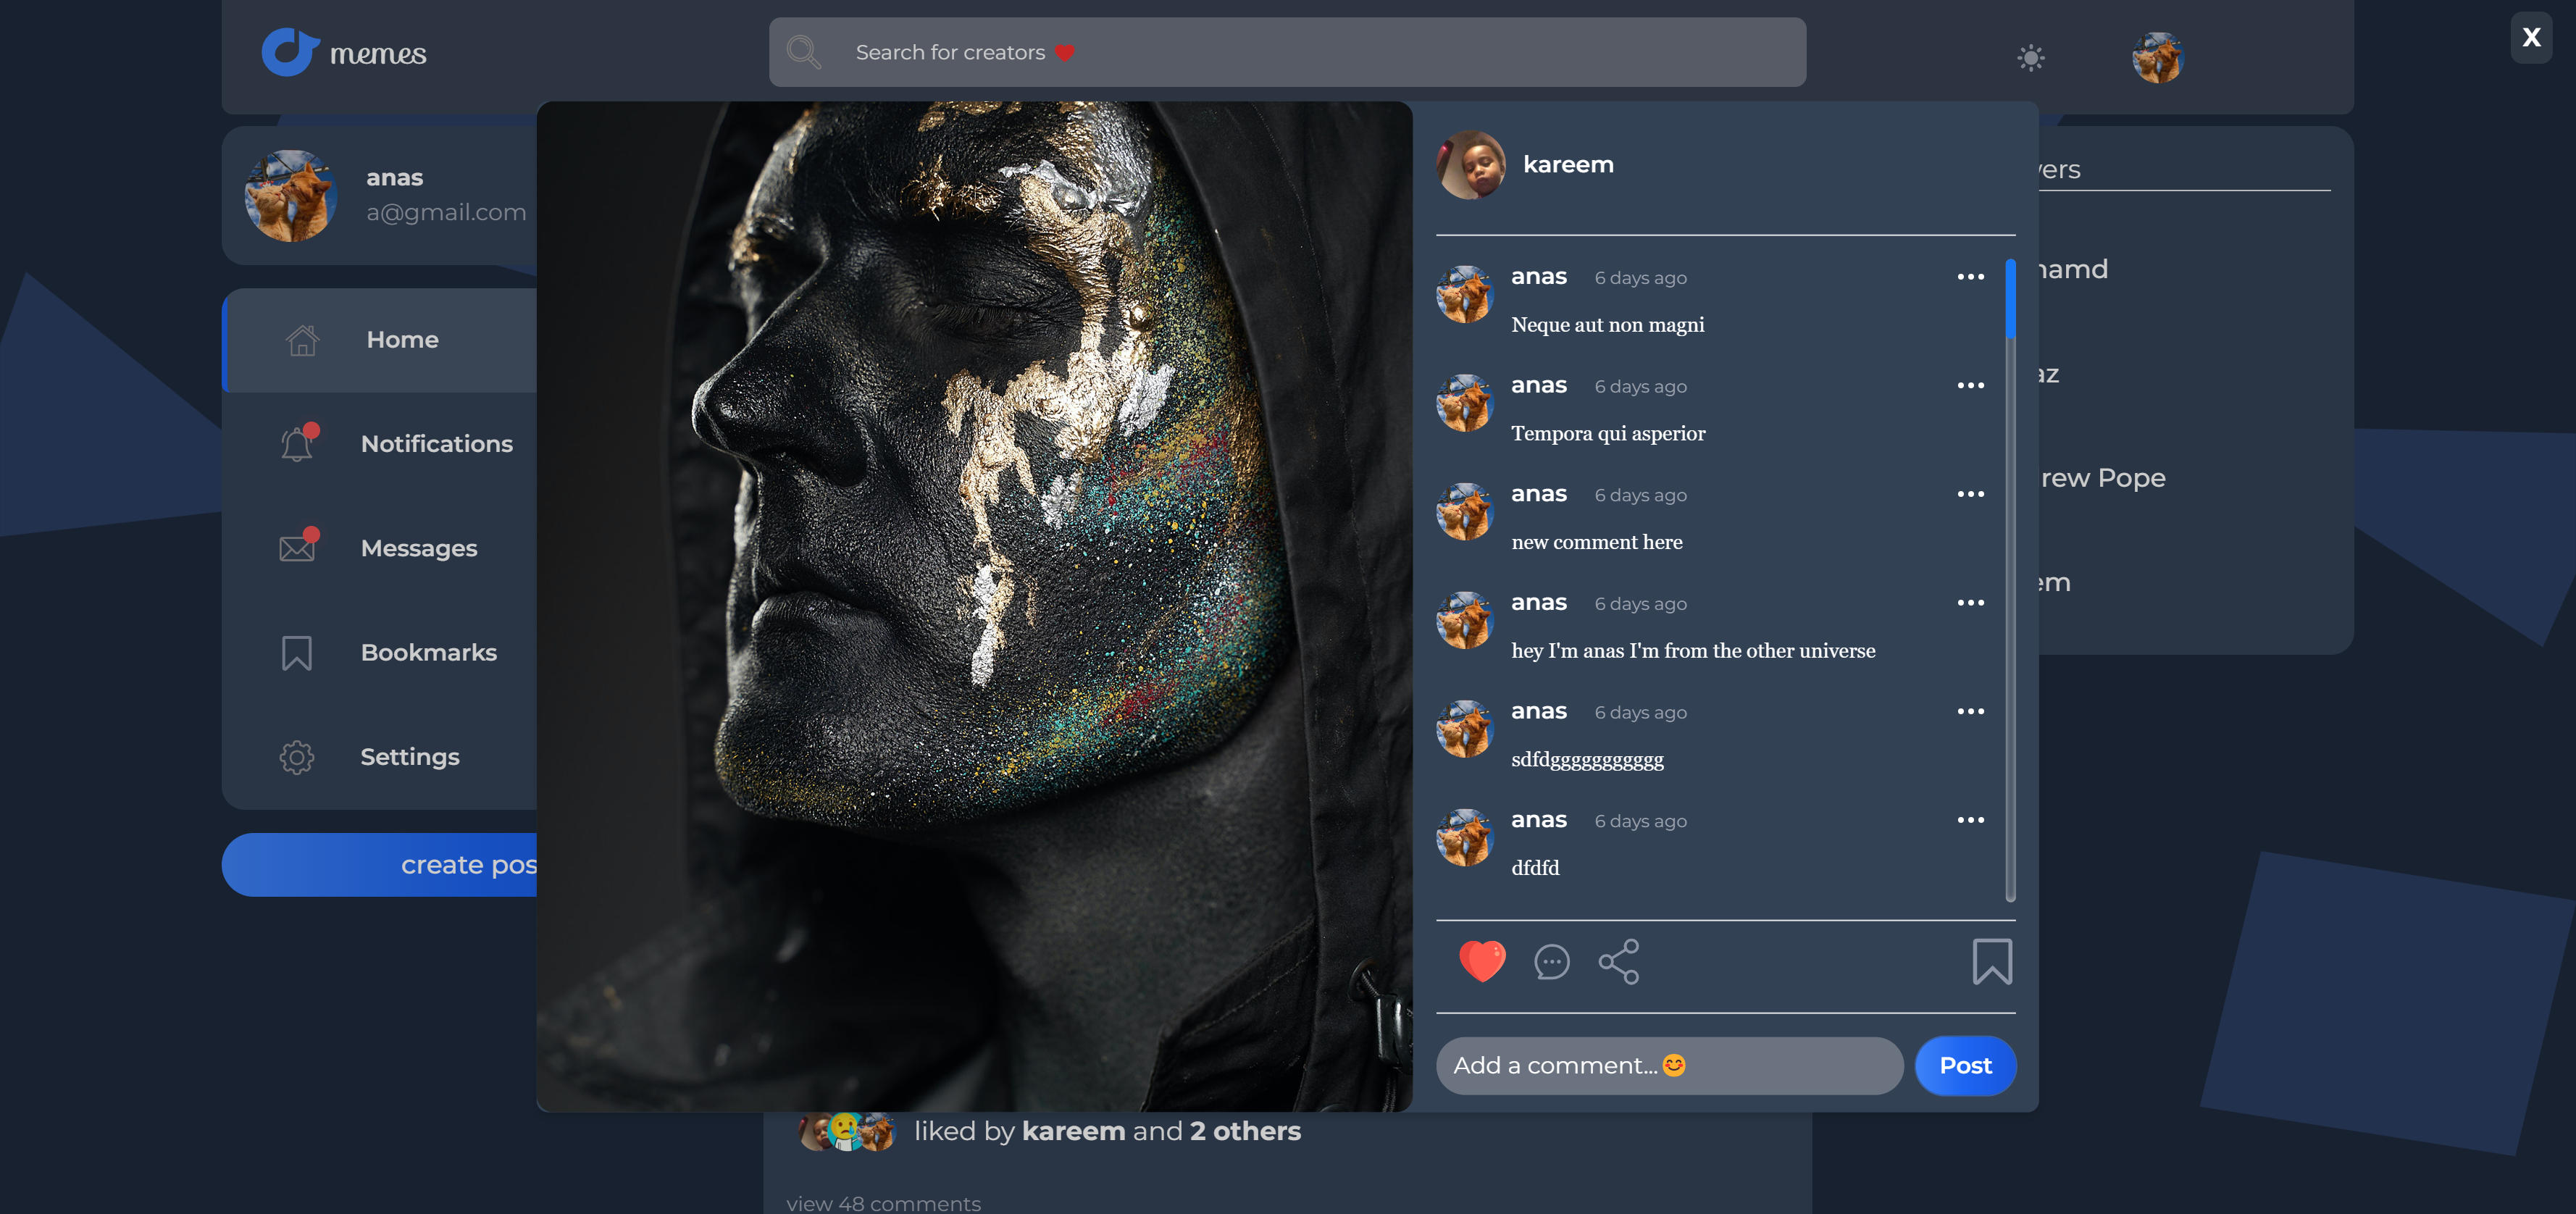 memes
Search for creators ❤️
X
anas
a@gmail.com
Home
Notifications
Messages
Bookmarks
Settings
create pos
kareem
anas 6 days ago
Neque aut non magni
anas 6 days ago
Tempora qui asperior
anas 6 days ago
new comment here
anas 6 days ago
hey I'm anas I'm from the other universe
anas 6 days ago
sdfdggggggggggg
anas 6 days ago
dfdfd
Add a comment...😊
Post
liked by kareem and 2 others
view 48 comments
vers
namd
az
rew Pope
em